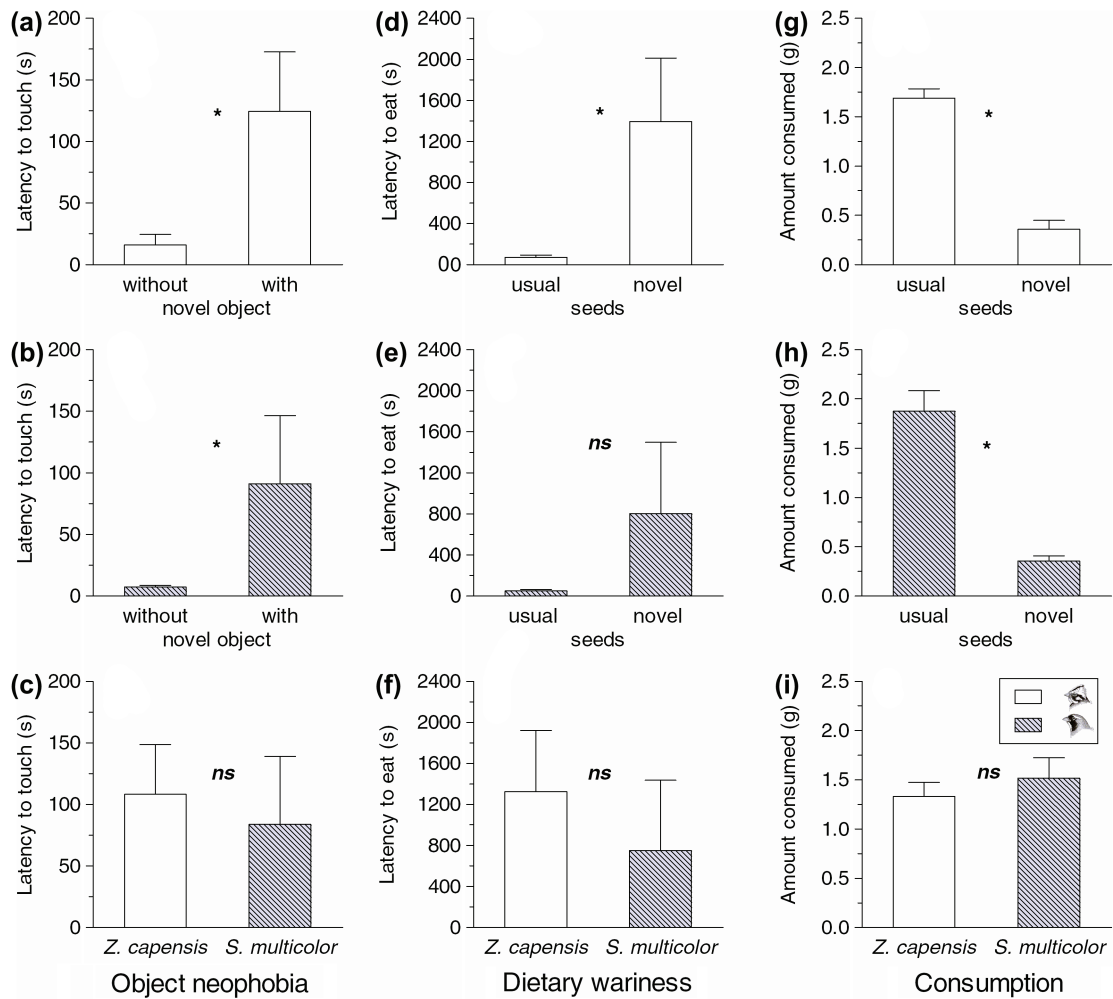 (a)
Latency to touch (s)
200
150
100
50
0
*
without with
novel object
(d)
Latency to eat (s)
2400
2000
1600
1200
800
400
00
*
usual novel
seeds
(g)
Amount consumed (g)
2.5
2.0
1.5
1.0
0.5
0.0
*
usual novel
seeds
(b)
Latency to touch (s)
200
150
100
50
0
*
without with
novel object
(e)
Latency to eat (s)
2400
2000
1600
1200
800
400
0
ns
usual novel
seeds
(h)
Amount consumed (g)
2.5
2.0
1.5
1.0
0.5
0.0
*
usual novel
seeds
(c)
Latency to touch (s)
200
150
100
50
0
ns
Z. capensis S. multicolor
Object neophobia
(f)
Latency to eat (s)
2400
2000
1600
1200
800
400
0
ns
Z. capensis S. multicolor
Dietary wariness
(i)
Amount consumed (g)
2.5
2.0
1.5
1.0
0.5
0.0
ns
Z. capensis S. multicolor
Consumption